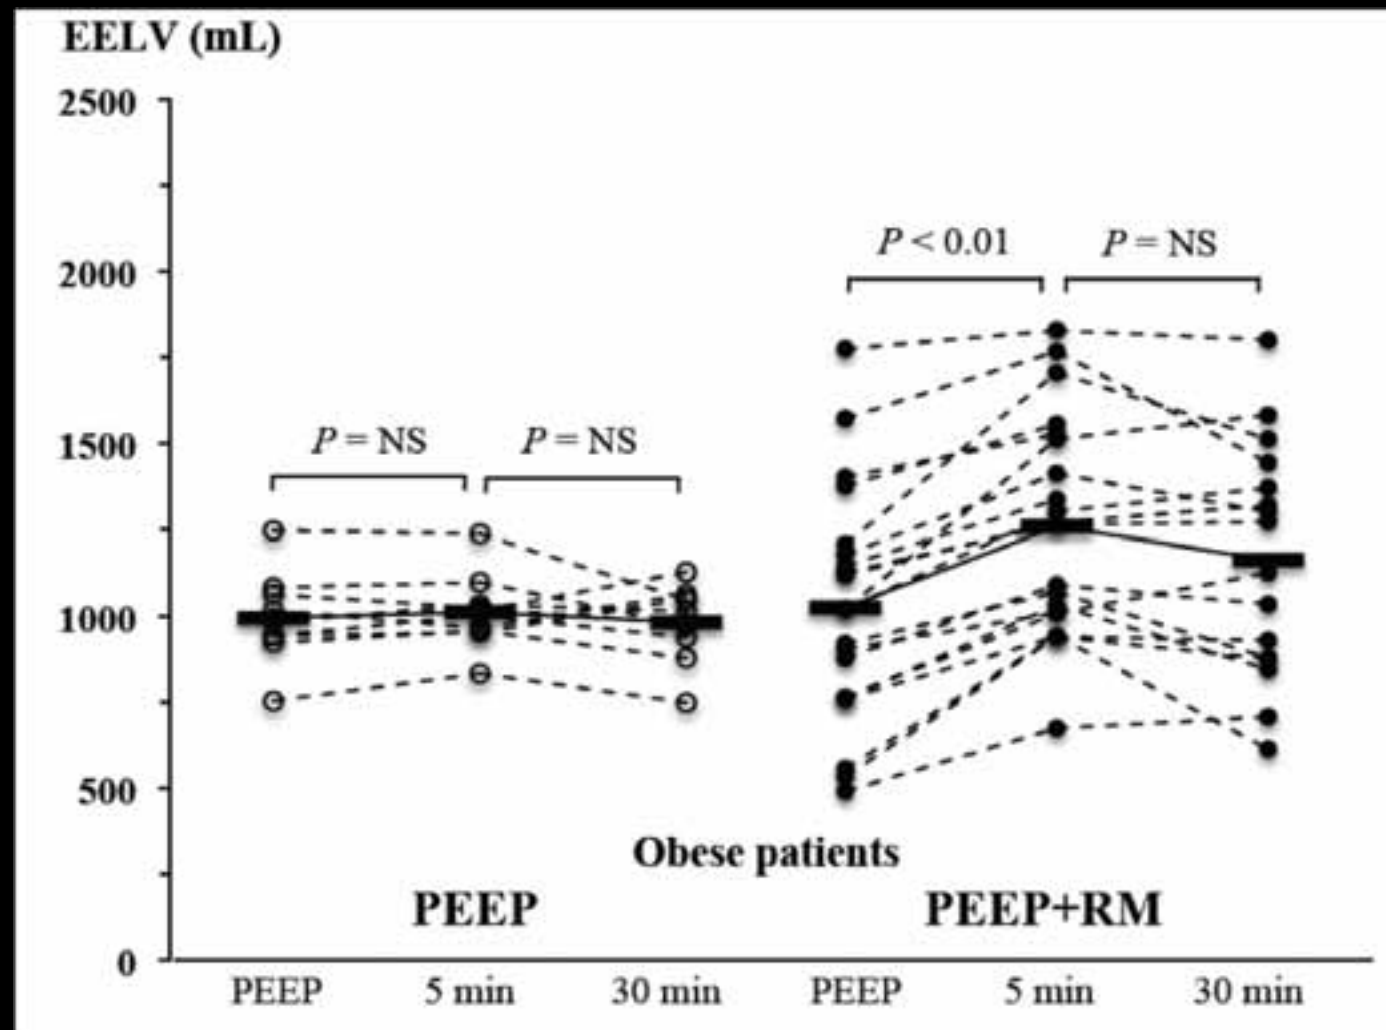 EELV (mL)
2500
2000
1500
1000
500
0
P = NS
P = NS
P < 0.01
P = NS
Obese patients
PEEP
PEEP+RM
PEEP 5 min 30 min PEEP 5 min 30 min